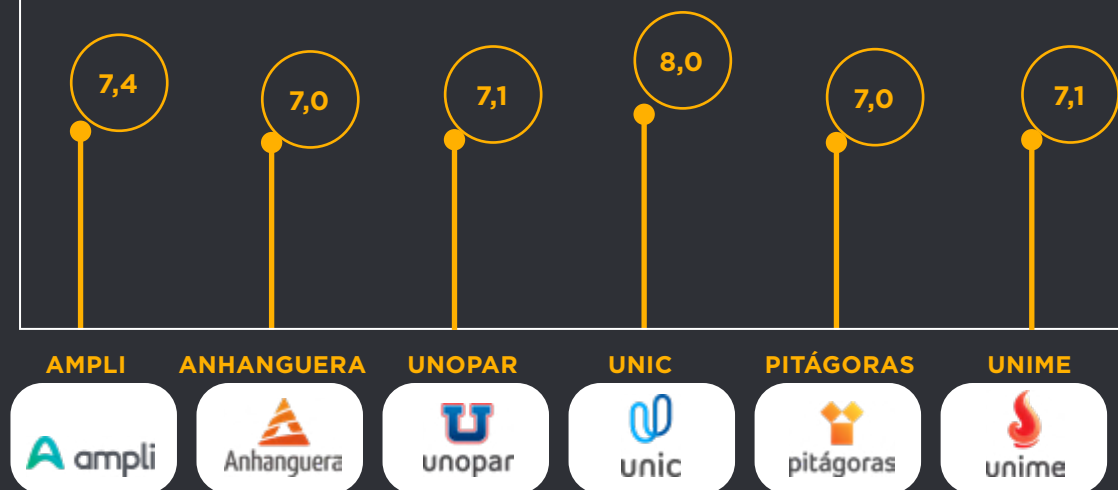 7,4
7,0
7,1
8,0
7,0
7,1
AMPLI
ANHANGUERA
UNOPAR
UNIC
PITÁGORAS
UNIME
ampli
Anhanguera
unopar
unic
pitágoras
unime